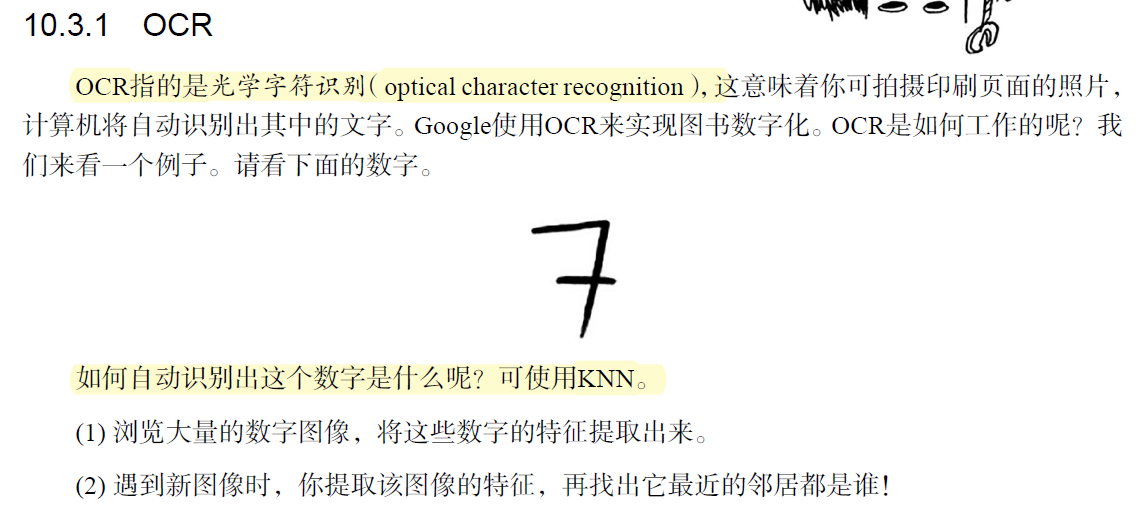 10.3.1 OCR
OCR指的是光学字符识别（optical character recognition），这意味着你可拍摄印刷页面的照片，
计算机将自动识别出其中的文字。Google使用OCR来实现图书数字化。OCR是如何工作的呢？我
们来看一个例子。请看下面的数字。
7
如何自动识别出这个数字是什么呢？可使用KNN。
(1) 浏览大量的数字图像，将这些数字的特征提取出来。
(2) 遇到新图像时，你提取该图像的特征，再找出它最近的邻居都是谁！